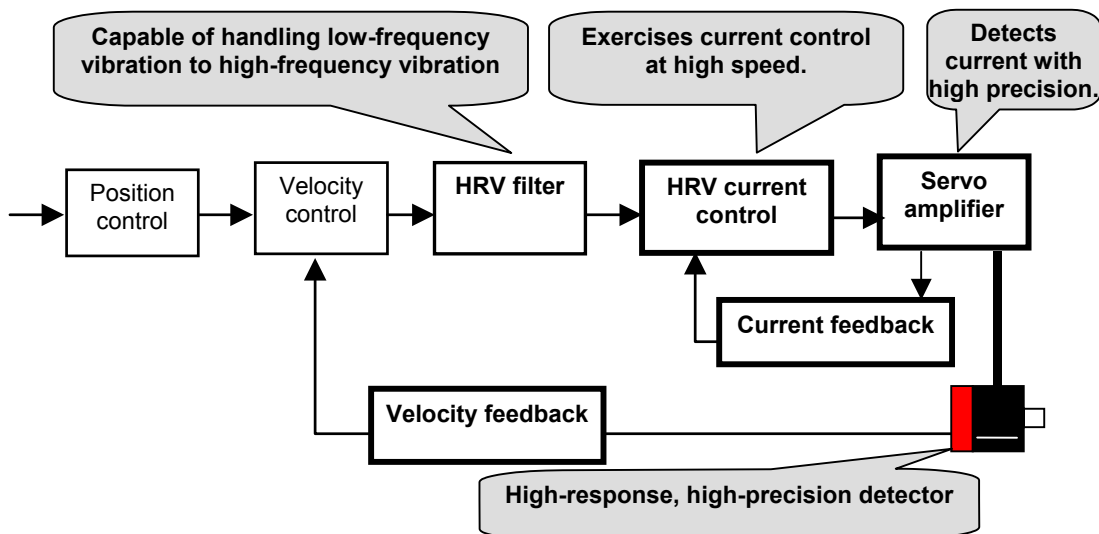 Capable of handling low-frequency
vibration to high-frequency vibration
Exercises current control
at high speed.
Detects
current with
high precision.
Position
control
Velocity
control
HRV filter
HRV current
control
Servo
amplifier
Current feedback
Velocity feedback
High-response, high-precision detector